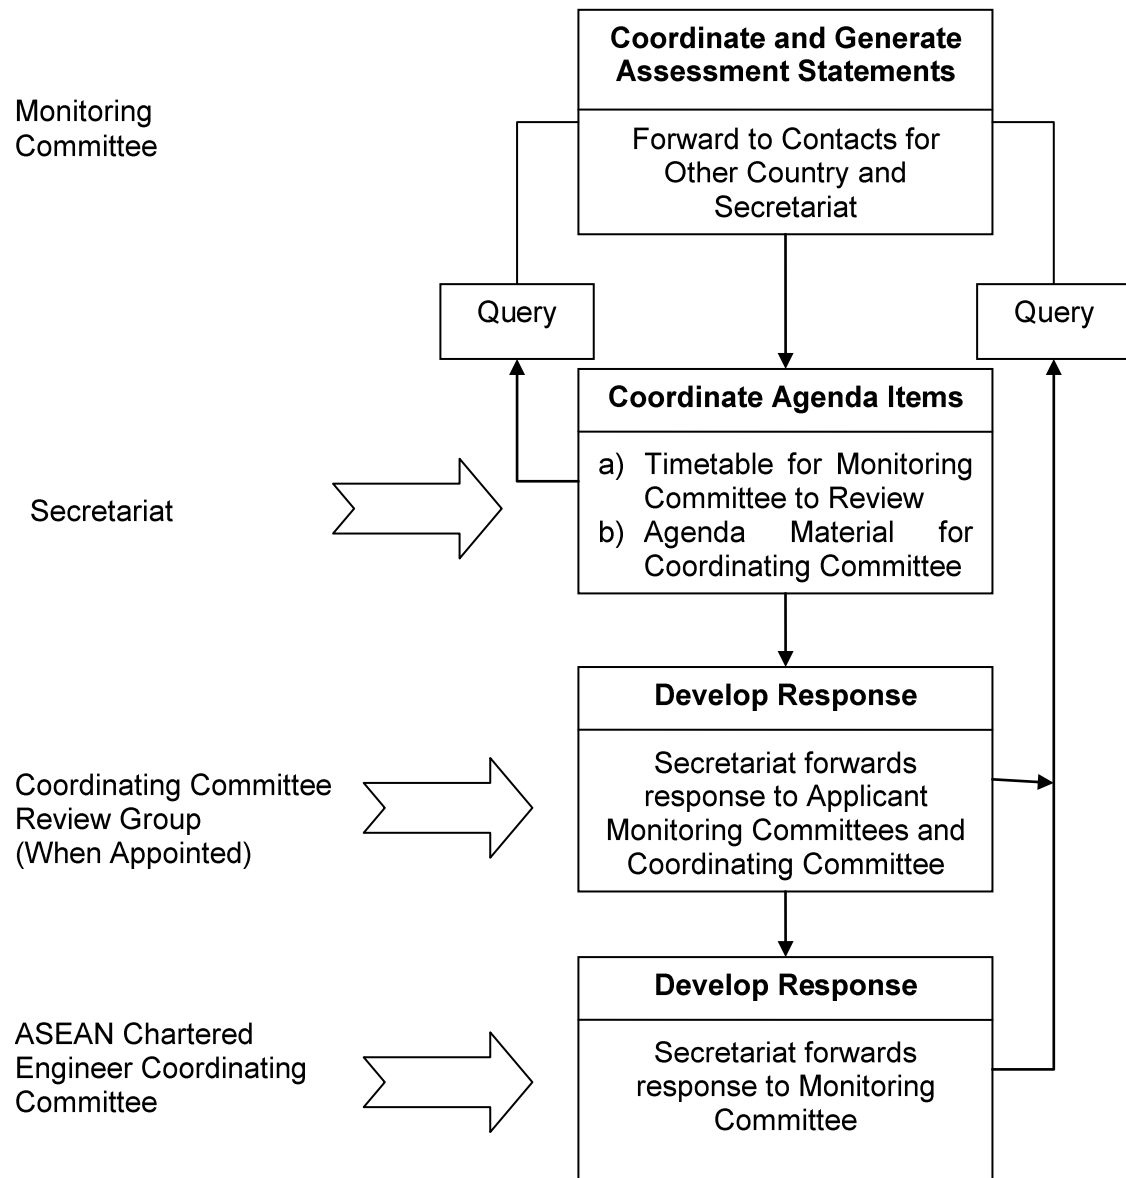 Coordinate and Generate
Assessment Statements
Monitoring
Committee
Forward to Contacts for
Other Country and
Secretariat
Query
Query
Coordinate Agenda Items
a) Timetable for Monitoring
Committee to Review
b) Agenda Material for
Coordinating Committee
Secretariat
Develop Response
Secretariat forwards
response to Applicant
Monitoring Committees and
Coordinating Committee
Coordinating Committee
Review Group
(When Appointed)
Develop Response
ASEAN Chartered
Engineer Coordinating
Committee
Secretariat forwards
response to Monitoring
Committee